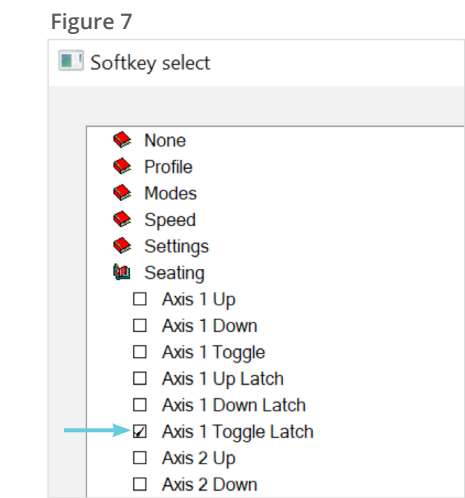 Figure 7
Softkey select
None
Profile
Modes
Speed
Settings
Seating
Axis 1 Up
Axis 1 Down
Axis 1 Toggle
Axis 1 Up Latch
Axis 1 Down Latch
Axis 1 Toggle Latch
Axis 2 Up
Axis 2 Down